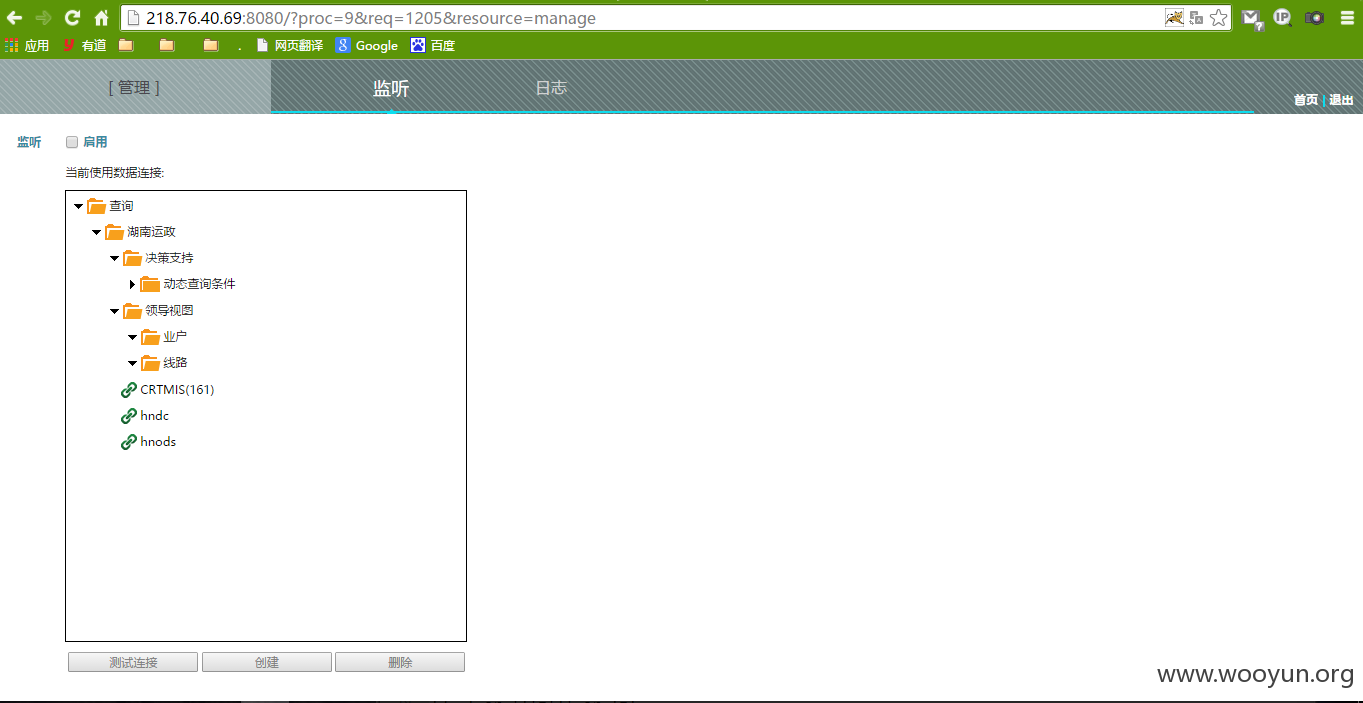 218.76.40.69:8080/?proc=9&req=1205&resource=manage
应用 有道 . 网页翻译 Google 百度
[ 管理 ] 监听 日志
首页 | 退出
监听 启用
当前使用数据连接:
查询
湖南运政
决策支持
动态查询条件
领导视图
业户
线路
CRTMIS(161)
hndc
hnods
测试连接 创建 删除
www.wooyun.org